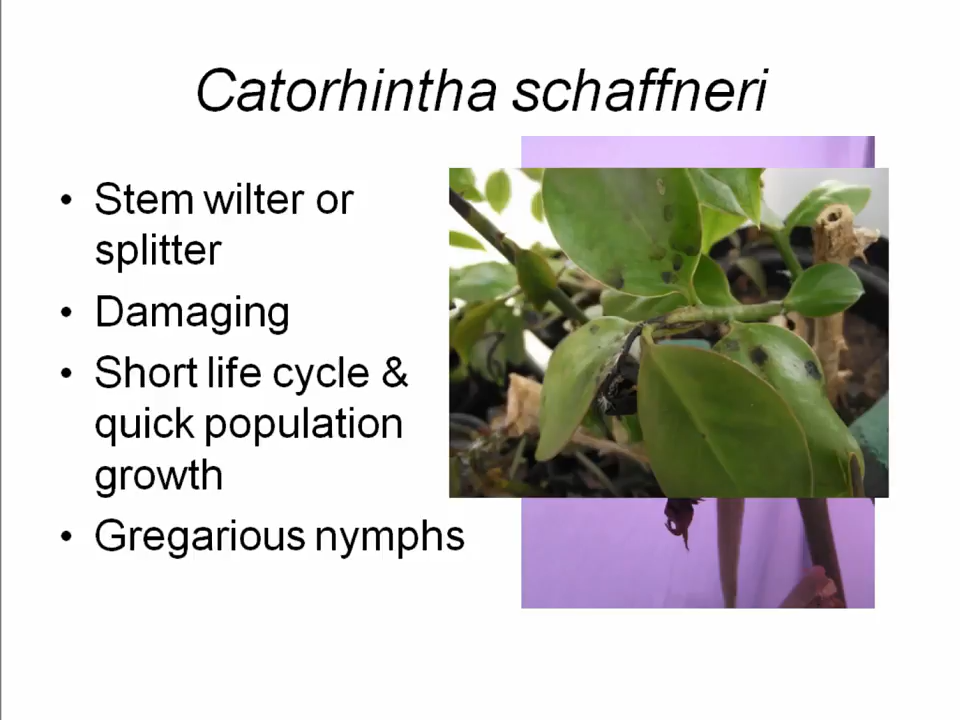 Catorhintha schaffneri
• Stem wilter or
splitter
• Damaging
• Short life cycle &
quick population
growth
• Gregarious nymphs